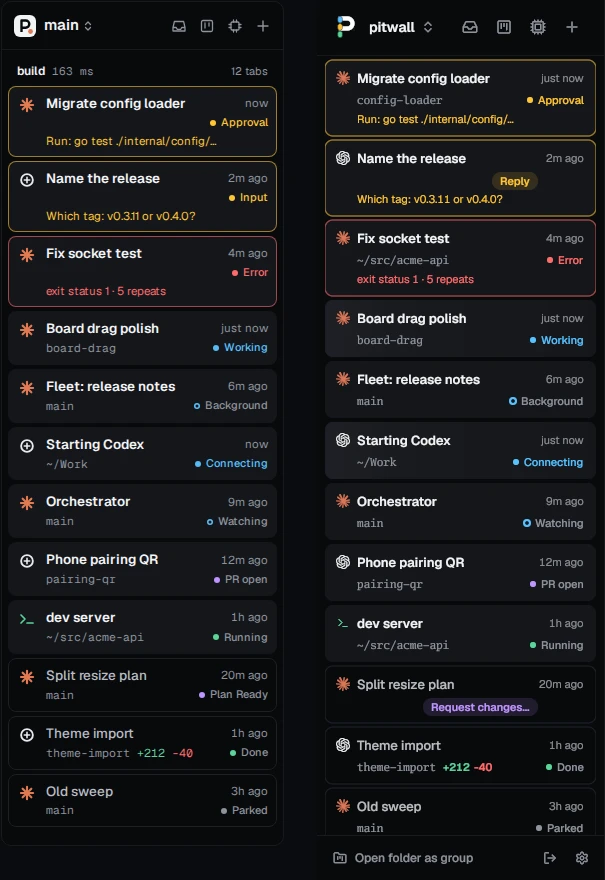 main
build 163 ms 12 tabs
Migrate config loader now
Approval
Run: go test ./internal/config/…
Name the release 2m ago
Input
Which tag: v0.3.11 or v0.4.0?
Fix socket test 4m ago
Error
exit status 1 · 5 repeats
Board drag polish just now
board-drag Working
Fleet: release notes 6m ago
main Background
Starting Codex now
~/Work Connecting
Orchestrator 9m ago
main Watching
Phone pairing QR 12m ago
pairing-qr PR open
dev server 1h ago
~/src/acme-api Running
Split resize plan 20m ago
main Plan Ready
Theme import 1h ago
theme-import +212 -40 Done
Old sweep 3h ago
main Parked
pitwall
Migrate config loader just now
config-loader Approval
Run: go test ./internal/config/…
Name the release 2m ago
Reply
Which tag: v0.3.11 or v0.4.0?
Fix socket test 4m ago
~/src/acme-api Error
exit status 1 · 5 repeats
Board drag polish just now
board-drag Working
Fleet: release notes 6m ago
main Background
Starting Codex just now
~/Work Connecting
Orchestrator 9m ago
main Watching
Phone pairing QR 12m ago
pairing-qr PR open
dev server 1h ago
~/src/acme-api Running
Split resize plan 20m ago
Request changes…
Theme import 1h ago
theme-import +212 -40 Done
Old sweep 3h ago
main Parked
Open folder as group